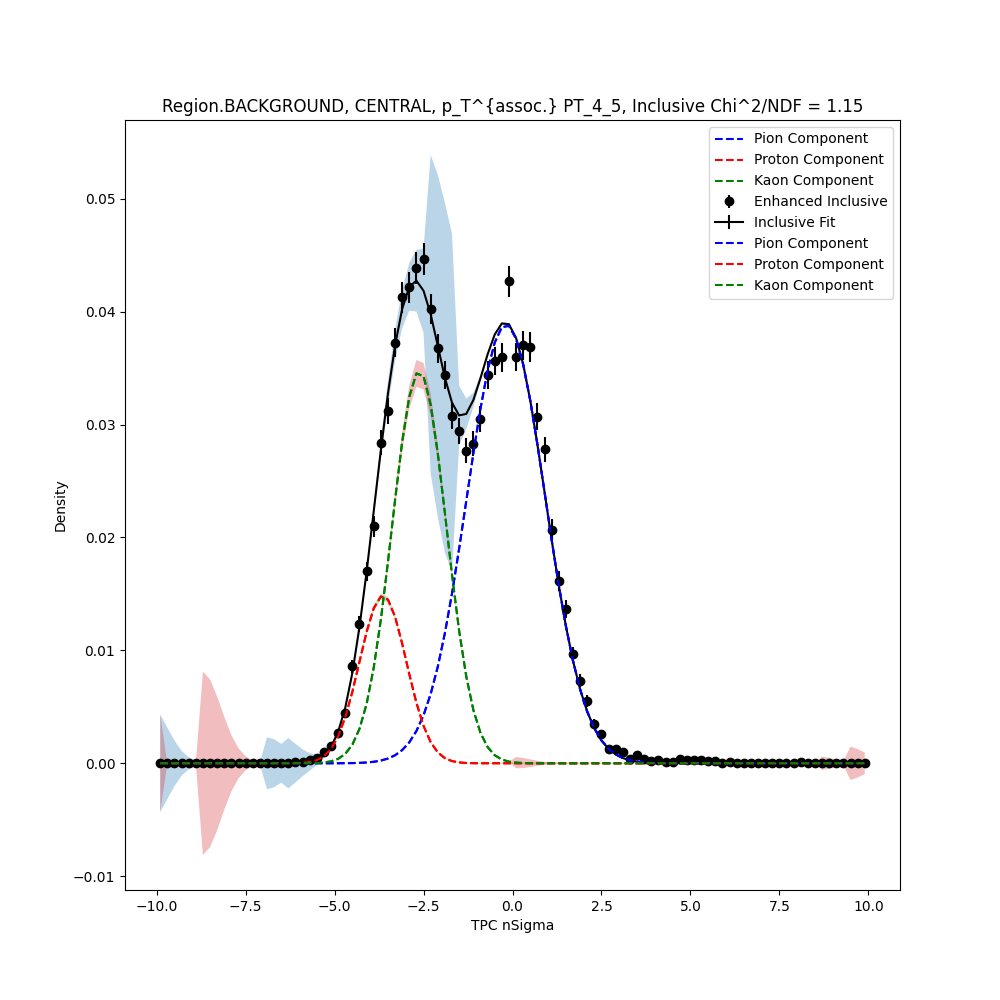 Region.BACKGROUND, CENTRAL, p_T^{assoc.} PT_4_5, Inclusive Chi^2/NDF = 1.15
Pion Component
Proton Component
Kaon Component
Enhanced Inclusive
Inclusive Fit
Pion Component
Proton Component
Kaon Component
0.05
0.04
0.03
0.02
0.01
0.00
−0.01
Density
−10.0 −7.5 −5.0 −2.5 0.0 2.5 5.0 7.5 10.0
TPC nSigma